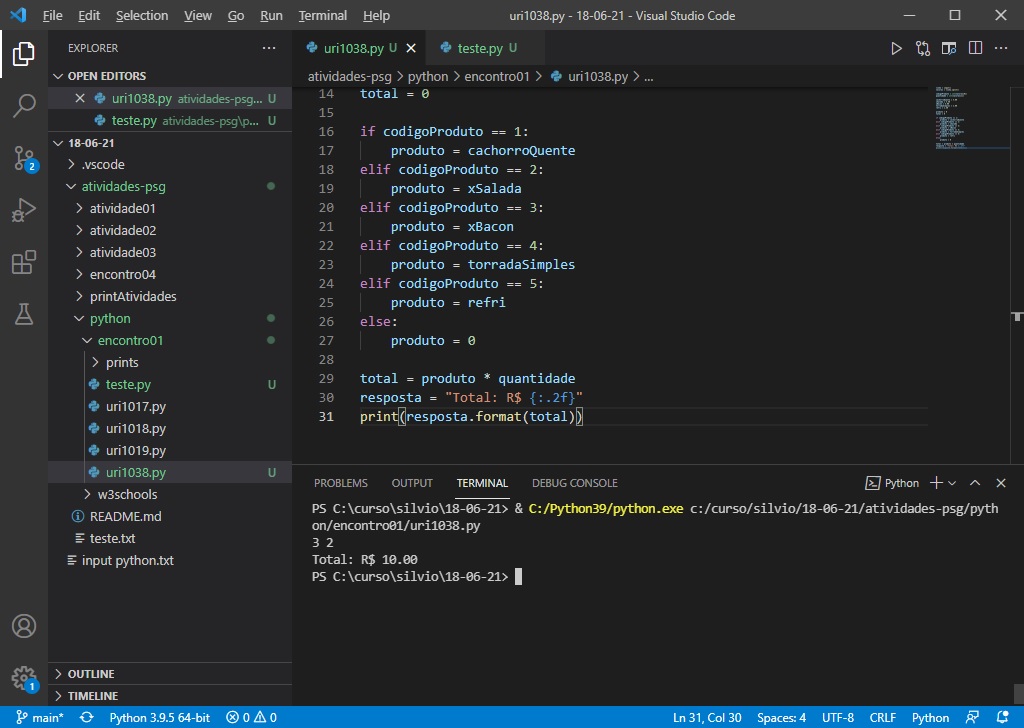 File Edit Selection View Go Run Terminal Help uri1038.py - 18-06-21 - Visual Studio Code
EXPLORER ...
OPEN EDITORS
uri1038.py atividades-psg... U
teste.py atividades-psg\p... U
18-06-21
.vscode
atividades-psg
atividade01
atividade02
atividade03
encontro04
printAtividades
python
encontro01
prints
teste.py U
uri1017.py
uri1018.py
uri1019.py
uri1038.py U
w3schools
README.md
teste.txt
input python.txt
OUTLINE
TIMELINE
2
1
uri1038.py U
teste.py U
atividades-psg > python > encontro01 > uri1038.py > ...
14 total = 0
15
16 if codigoProduto == 1:
17 produto = cachorroQuente
18 elif codigoProduto == 2:
19 produto = xSalada
20 elif codigoProduto == 3:
21 produto = xBacon
22 elif codigoProduto == 4:
23 produto = torradaSimples
24 elif codigoProduto == 5:
25 produto = refri
26 else:
27 produto = 0
28
29 total = produto * quantidade
30 resposta = "Total: R$ {:.2f}"
31 print(resposta.format(total))
PROBLEMS OUTPUT TERMINAL DEBUG CONSOLE Python
PS C:\curso\silvio\18-06-21> & C:/Python39/python.exe c:/curso/silvio/18-06-21/atividades-psg/pyth
on/encontro01/uri1038.py
3 2
Total: R$ 10.00
PS C:\curso\silvio\18-06-21>
main* Python 3.9.5 64-bit 0 0 Ln 31, Col 30 Spaces: 4 UTF-8 CRLF Python